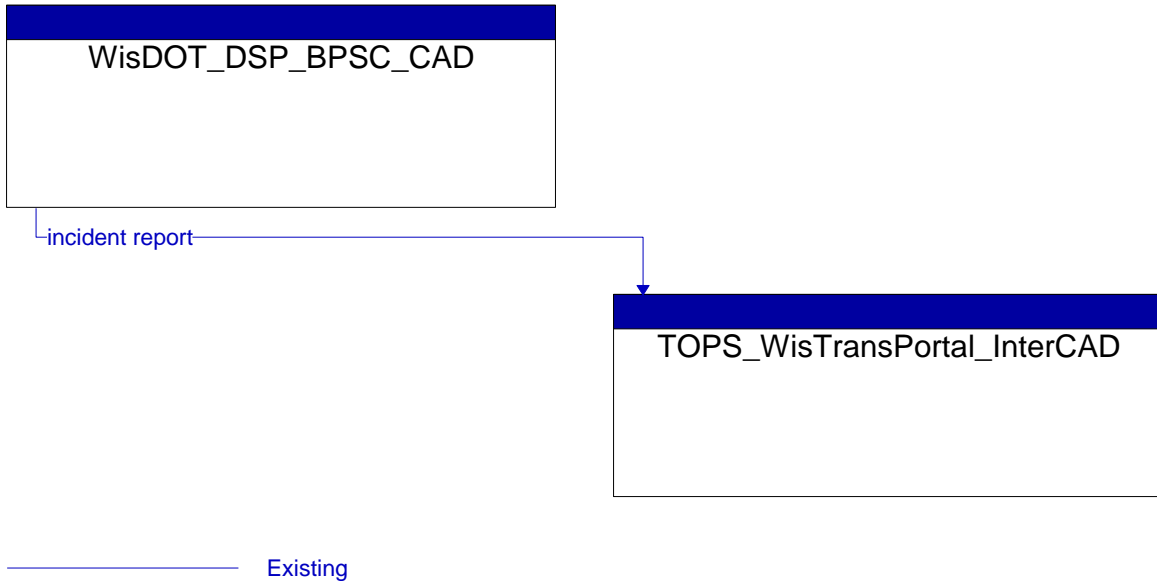 WisDOT_DSP_BPSC_CAD
incident report
TOPS_WisTransPortal_InterCAD
Existing